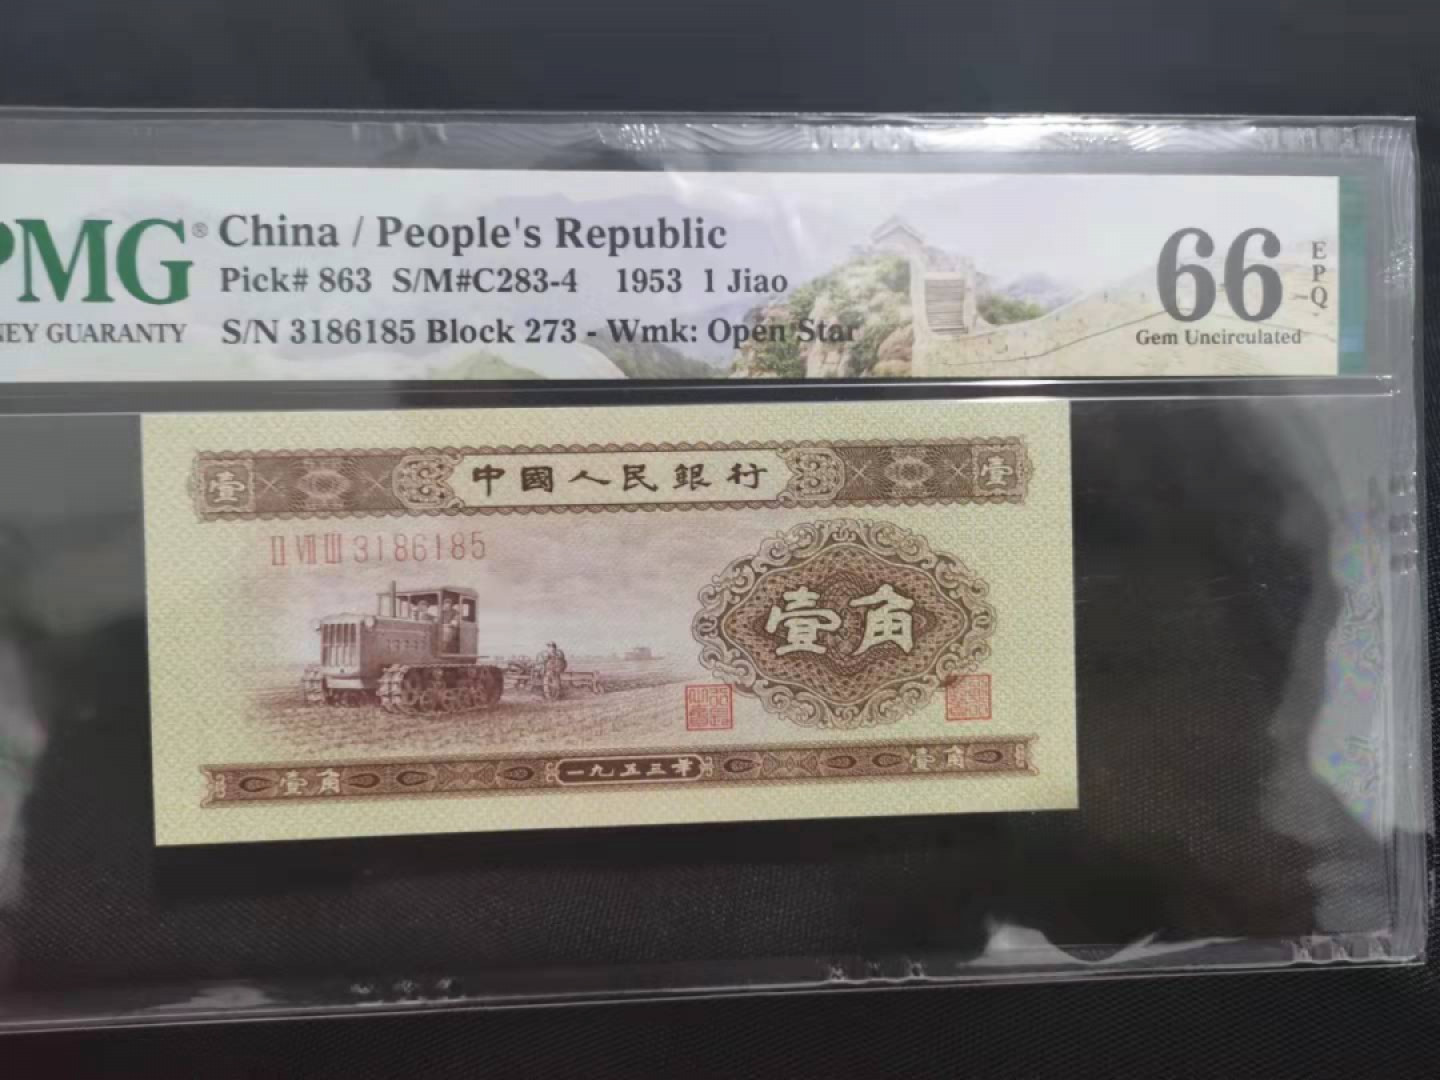 PMG® China / People's Republic
Pick# 863 S/M#C283-4 1953 1 Jiao
NEY GUARANTY S/N 3186185 Block 273 - Wmk: Open Star
66 EPQ
Gem Uncirculated
壹 中國人民銀行 壹
II VII III 3186185
壹角
壹角 一九五三年 壹角